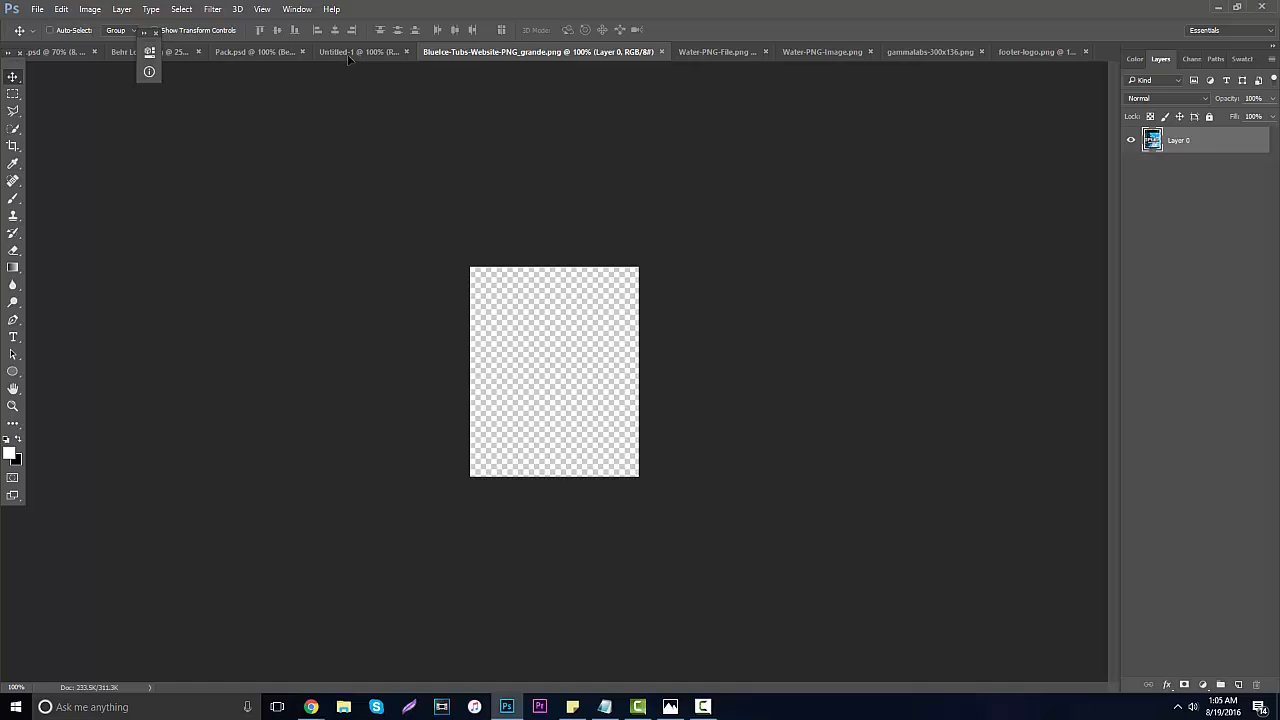 Ps File Edit Image Layer Type Select Filter 3D View Window Help
Auto-Select: Group Show Transform Controls 3D Mode: Essentials
.psd @ 70% (B... Beht Lo @ 25... Pack.psd @ 100% (Be... Untitled-1 @ 100% (R... BlueIce-Tubs-Website-PNG_grande.png @ 100% (Layer 0, RGB/8#) Water-PNG-File.png ... Water-PNG-Image.png gammalabs-300x136.png footer-logo.png @ 1...
Color Layers Chann Paths Swatcl
Kind
Normal Opacity: 100%
Lock: Fill: 100%
Layer 0
100% Doc: 233.5K/311.3K
Ask me anything
1:05 AM
8/19/2016